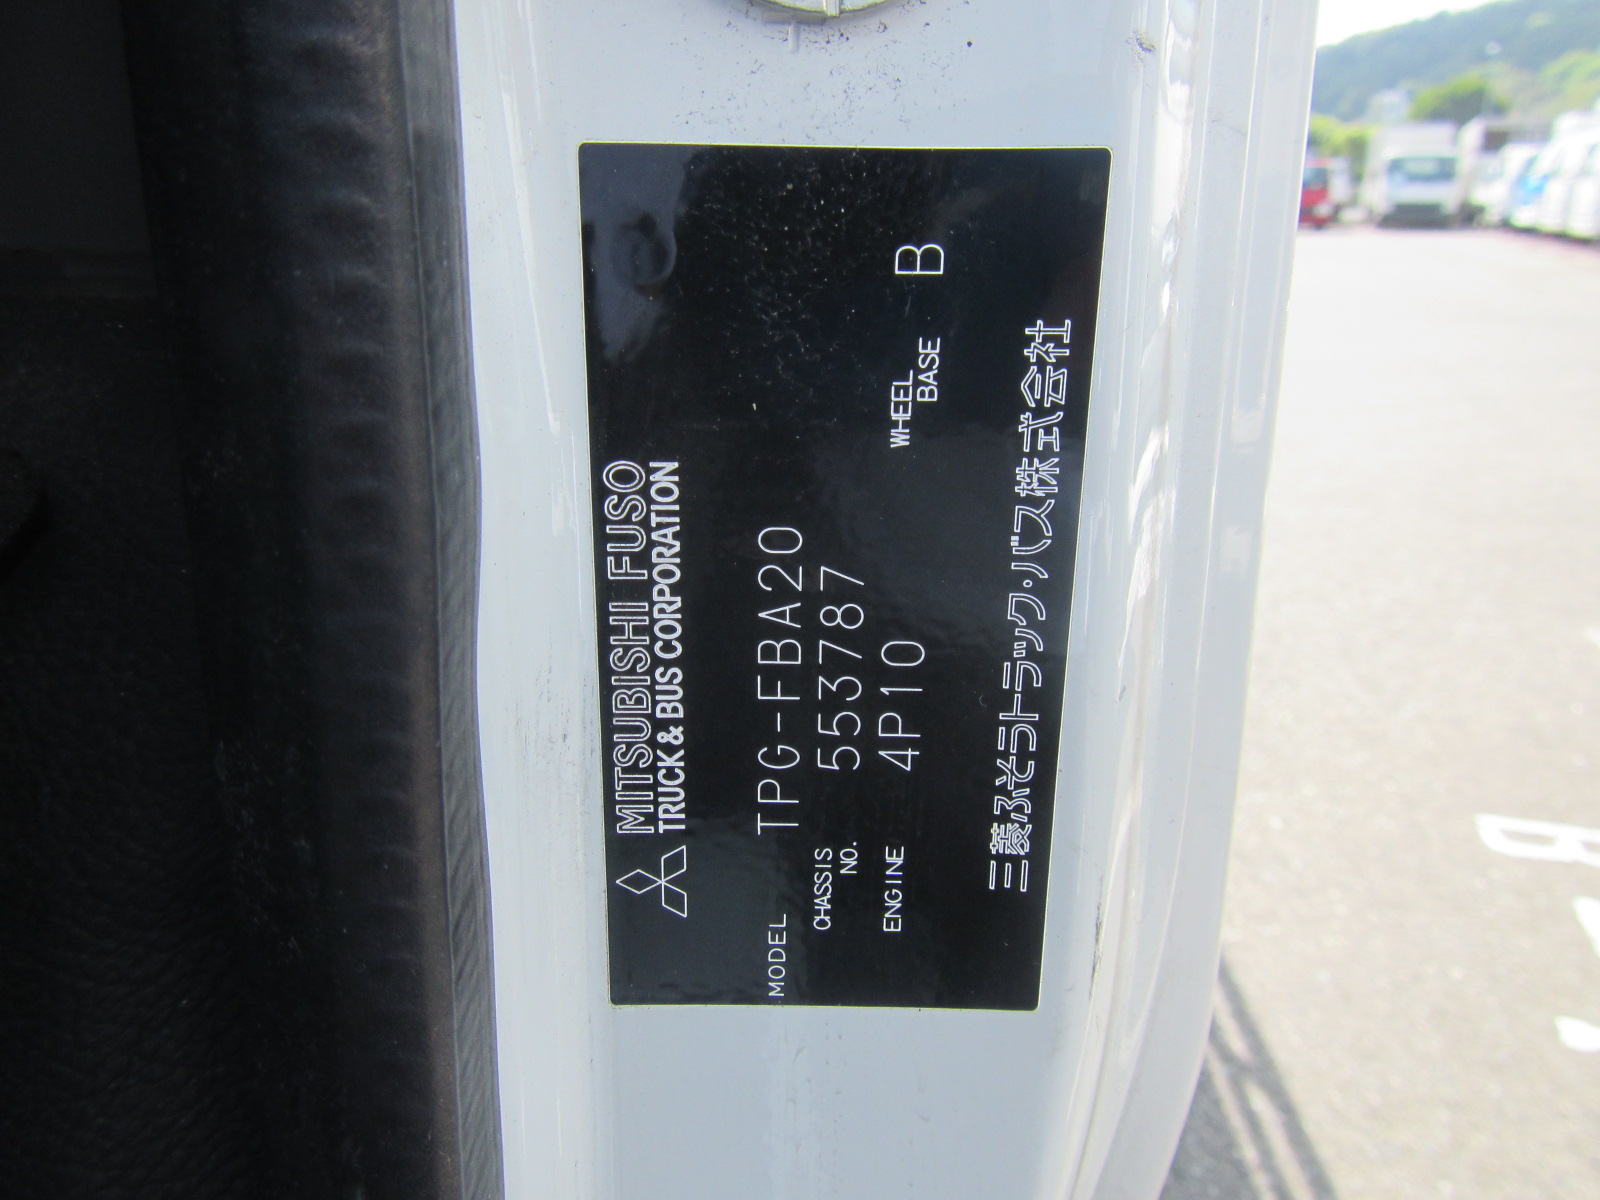 MITSUBISHI FUSO
TRUCK & BUS CORPORATION
MODEL TPG-FBA20
CHASSIS NO. 553787
ENGINE 4P10 WHEEL BASE B
三菱ふそうトラック・バス株式会社